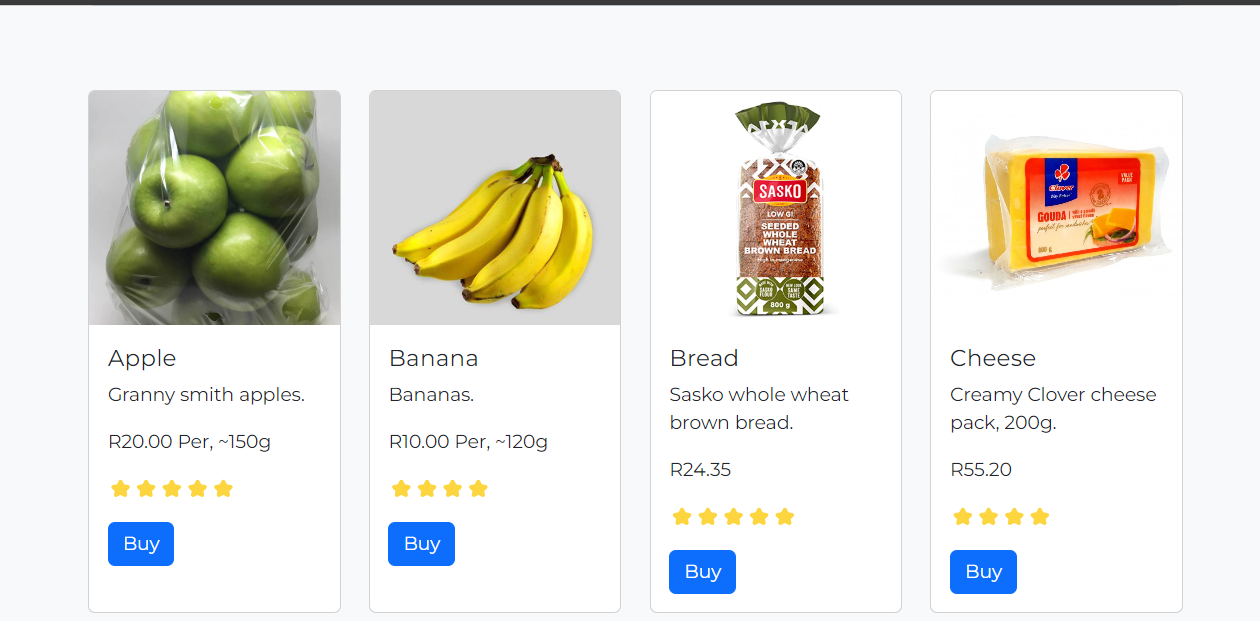 SASKO
LOW GI
SEEDED
WHOLE
WHEAT
BROWN BREAD
800 g
Clover
VALUE
PACK
GOUDA
perfect for sandwiches
800 g
Apple
Granny smith apples.
R20.00 Per, ~150g
Buy
Banana
Bananas.
R10.00 Per, ~120g
Buy
Bread
Sasko whole wheat
brown bread.
R24.35
Buy
Cheese
Creamy Clover cheese
pack, 200g.
R55.20
Buy